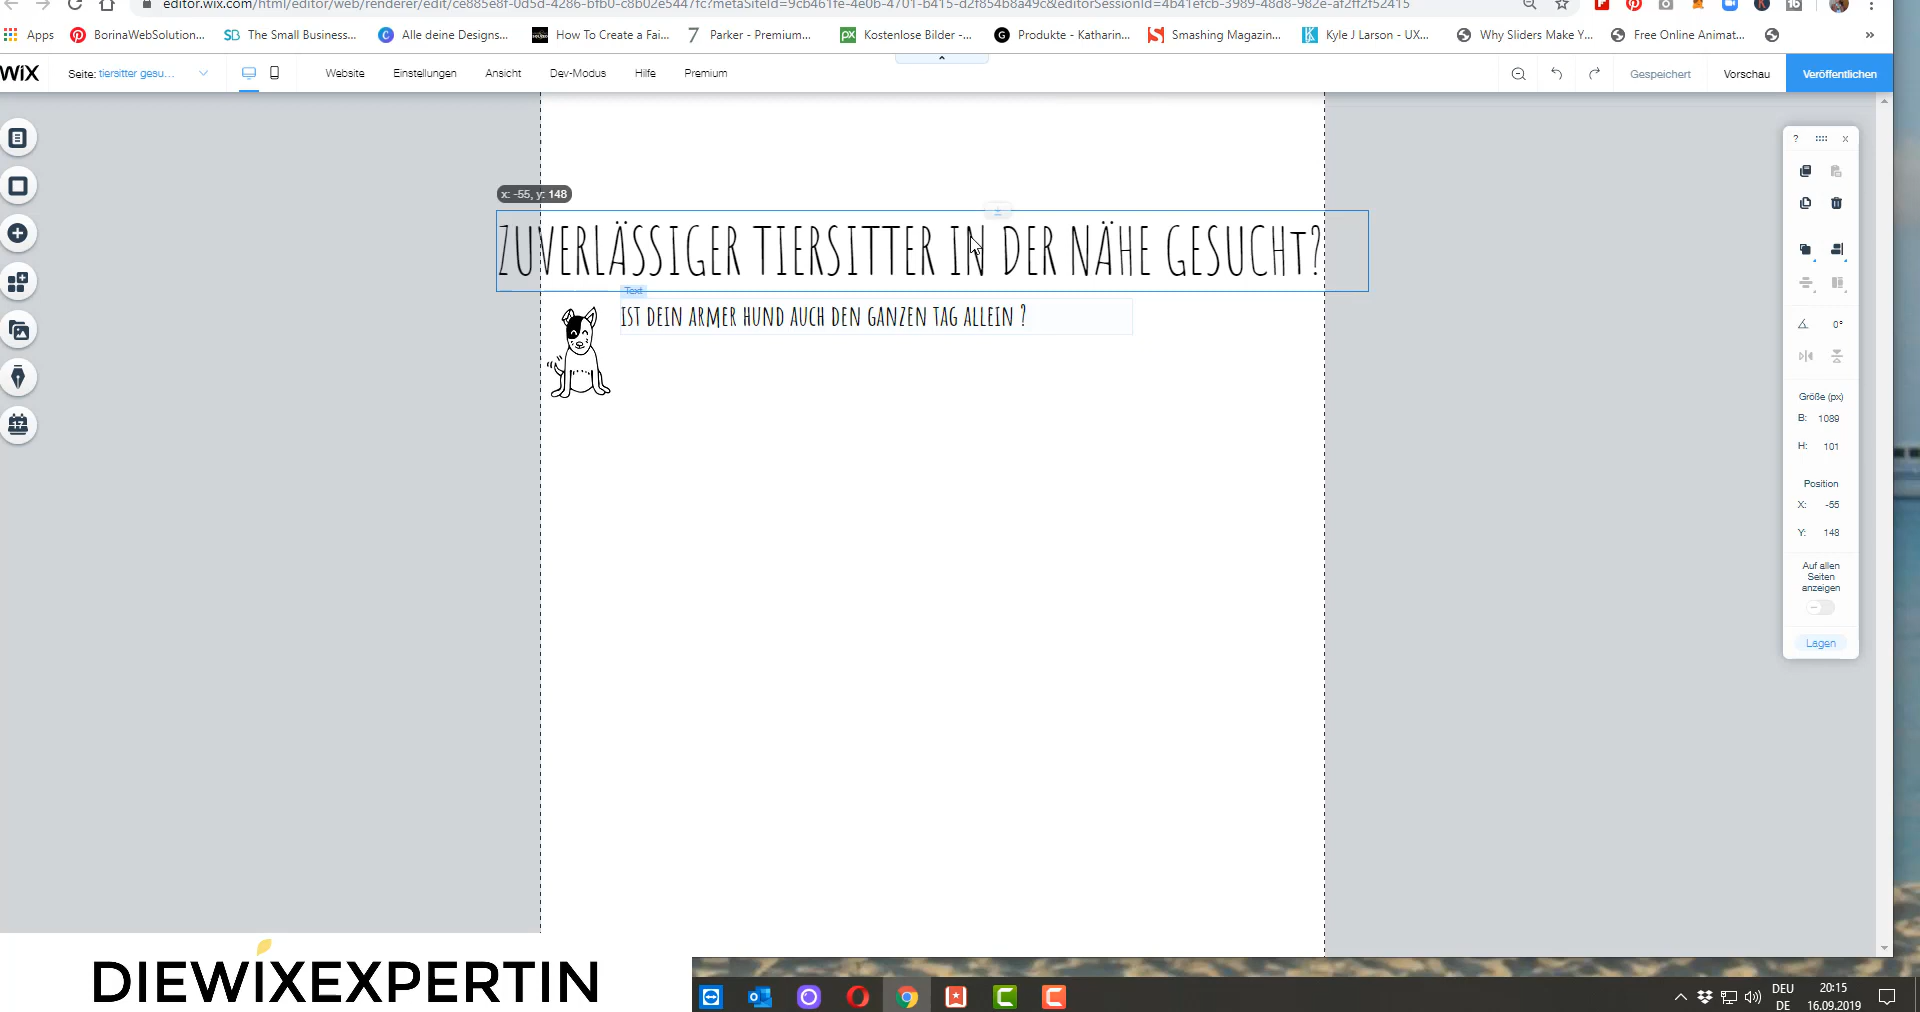 editor.wix.com/html/editor/web/renderer/edit/ce885e8f-0d5d-4286-bfb0-c8b02e5447fc?metaSiteId=9cb461fe-4e0b-4701-b415-d2f854b8a49c&editorSessionId=4b41efcb-3989-48d8-982e-af2ff2f52415
Apps BorinaWebSolution... The Small Business... Alle deine Designs... How To Create a Fai... Parker - Premium... Kostenlose Bilder -... Produkte - Katharin... Smashing Magazin... Kyle J Larson - UX... Why Sliders Make Y... Free Online Animat... »
WiX Seite: tiersitter gesu... Website Einstellungen Ansicht Dev-Modus Hilfe Premium Gespeichert Vorschau Veröffentlichen
x: -55, y: 148
ZUVERLÄSSIGER TIERSITTER IN DER NÄHE GESUCHT?
Text
IST DEIN ARMER HUND AUCH DEN GANZEN TAG ALLEIN ?
? x
0°
Größe (px)
B: 1089
H: 101
Position
X: -55
Y: 148
Auf allen
Seiten
anzeigen
Lagen
17
DIEWIXEXPERTIN
DEU
DE
20:15
16.09.2019